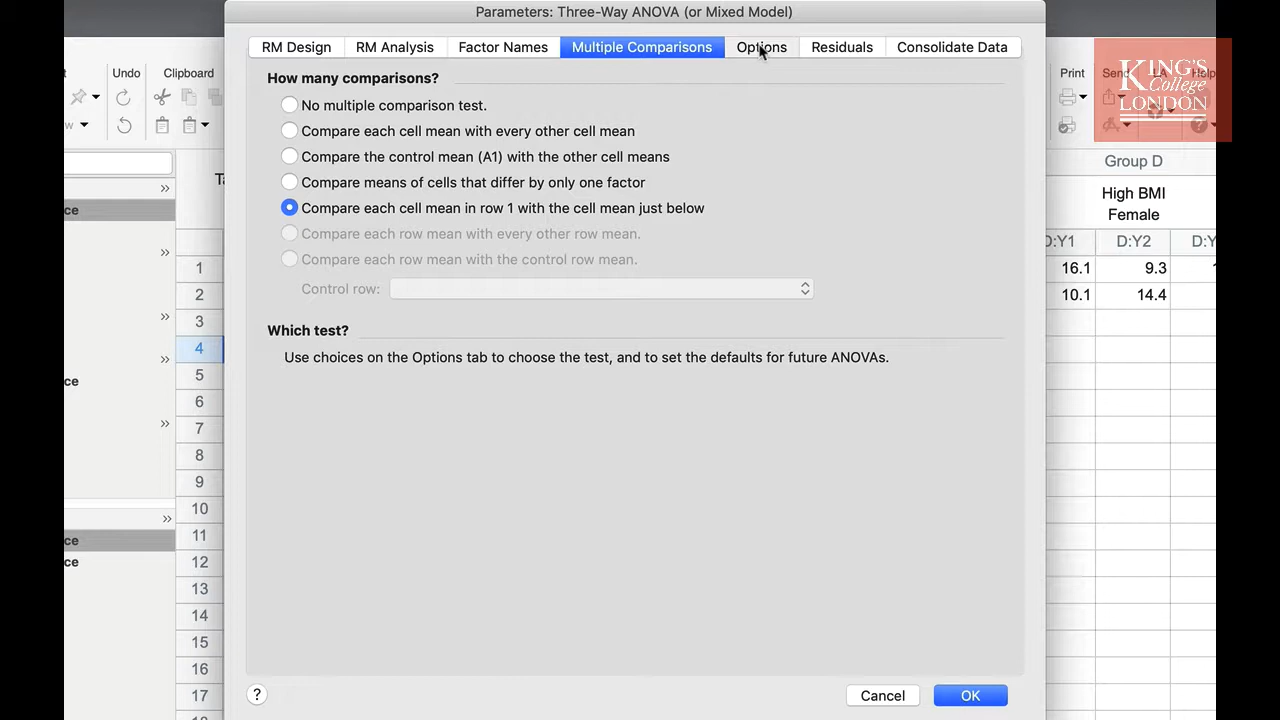 Parameters: Three-Way ANOVA (or Mixed Model)
RM Design RM Analysis Factor Names Multiple Comparisons Options Residuals Consolidate Data
How many comparisons?
No multiple comparison test.
Compare each cell mean with every other cell mean
Compare the control mean (A1) with the other cell means
Compare means of cells that differ by only one factor
Compare each cell mean in row 1 with the cell mean just below
Compare each row mean with every other row mean.
Compare each row mean with the control row mean.
Control row:
Which test?
Use choices on the Options tab to choose the test, and to set the defaults for future ANOVAs.
? Cancel OK
Undo Clipboard
Print Send LA Help
KING'S
College
LONDON
Group D
High BMI
Female
D:Y1 D:Y2
1 16.1 9.3
2 10.1 14.4
3
4
5
6
7
8
9
10
11
12
13
14
15
16
17
ce
ce
ce
ce